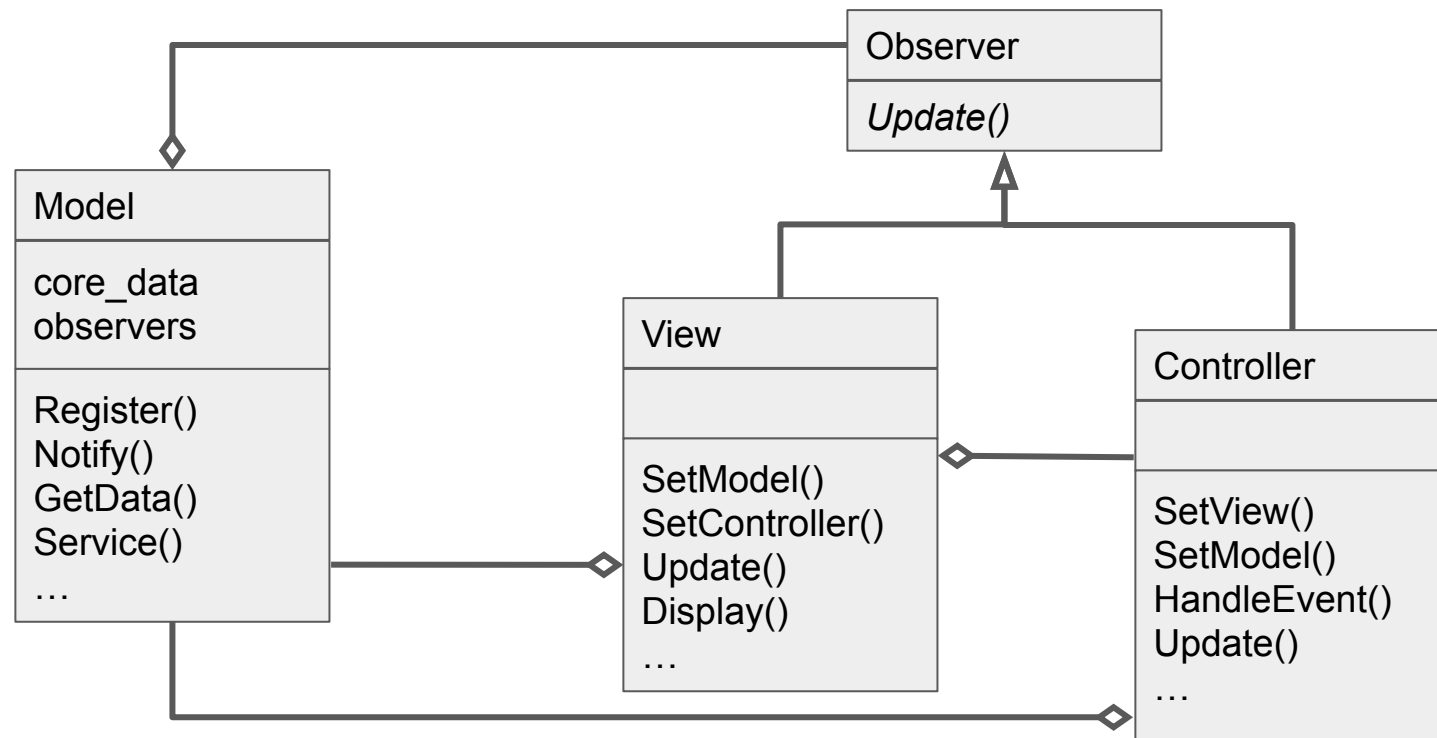 Observer
Update()
Model
core_data
observers
Register()
Notify()
GetData()
Service()
…
View
SetModel()
SetController()
Update()
Display()
…
Controller
SetView()
SetModel()
HandleEvent()
Update()
…